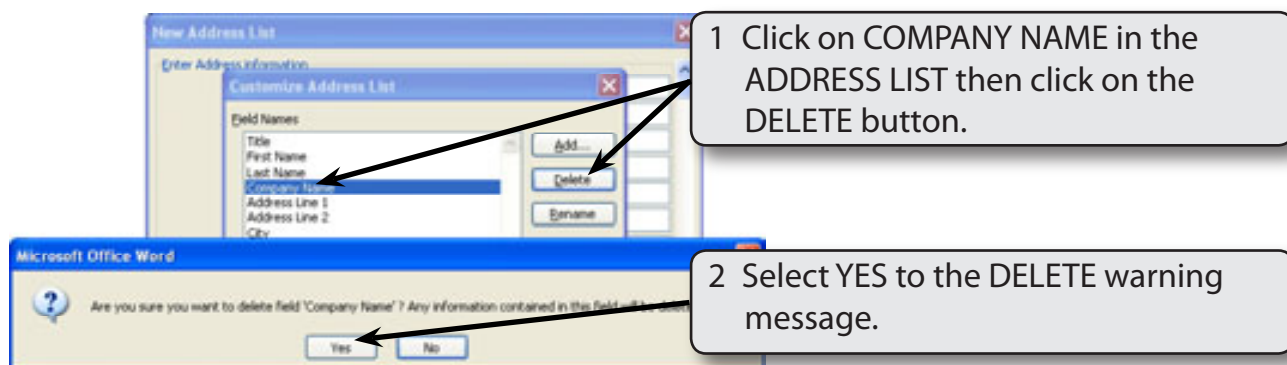 New Address List
1 Click on COMPANY NAME in the
ADDRESS LIST then click on the
DELETE button.
Enter Address information
Customize Address List
Field Names
Title
First Name
Last Name
Company Name
Address Line 1
Address Line 2
City
Add...
Delete
Rename
Microsoft Office Word
Are you sure you want to delete field 'Company Name' ? Any information contained in this field will be
Yes
No
2 Select YES to the DELETE warning
message.